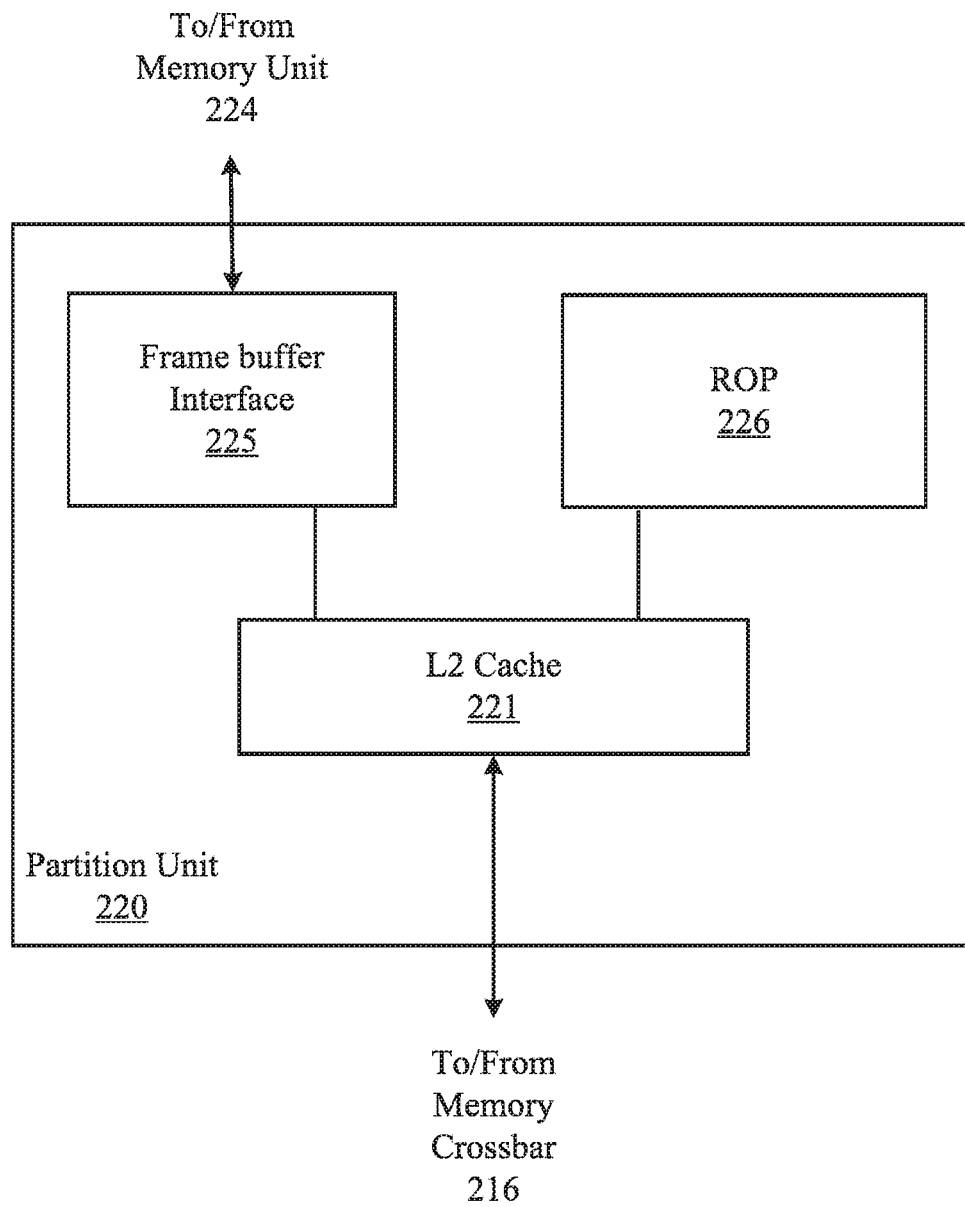 To/From
Memory Unit
224
Frame buffer
Interface
225
ROP
226
L2 Cache
221
Partition Unit
220
To/From
Memory
Crossbar
216